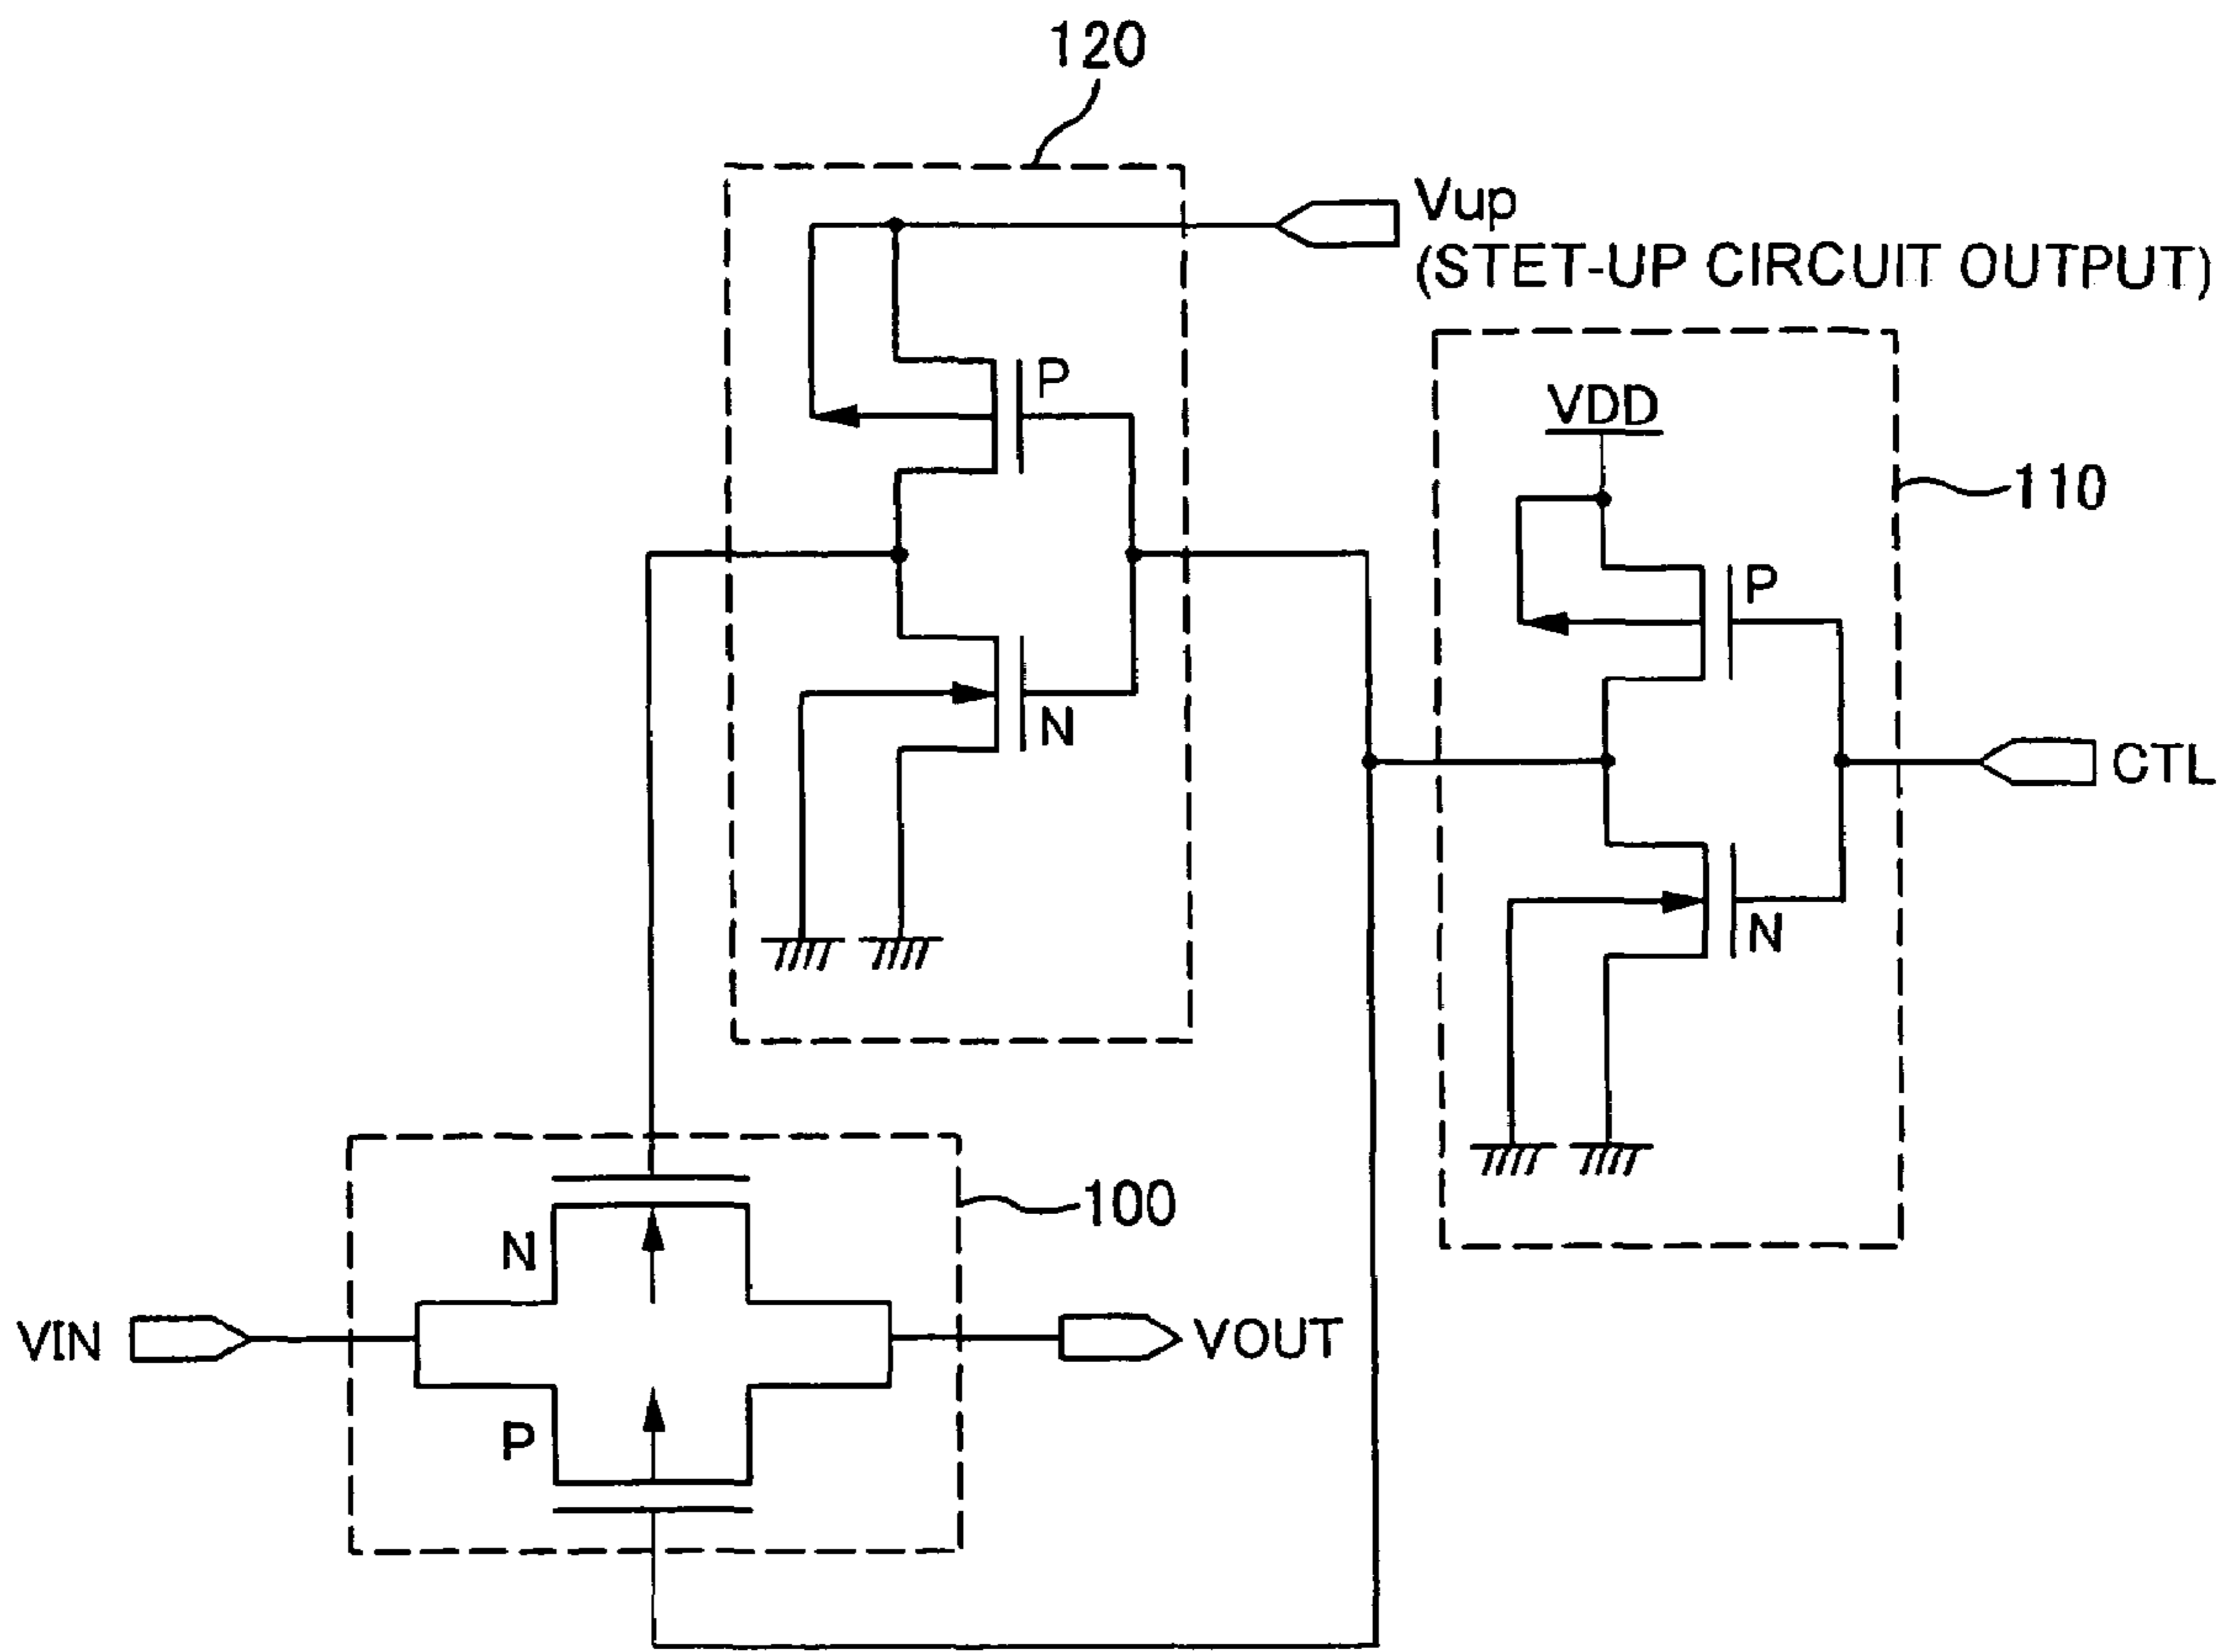 120
Vup
(STET-UP CIRCUIT OUTPUT)
P
VDD
110
P
N
CTL
N
100
N
VIN
VOUT
P